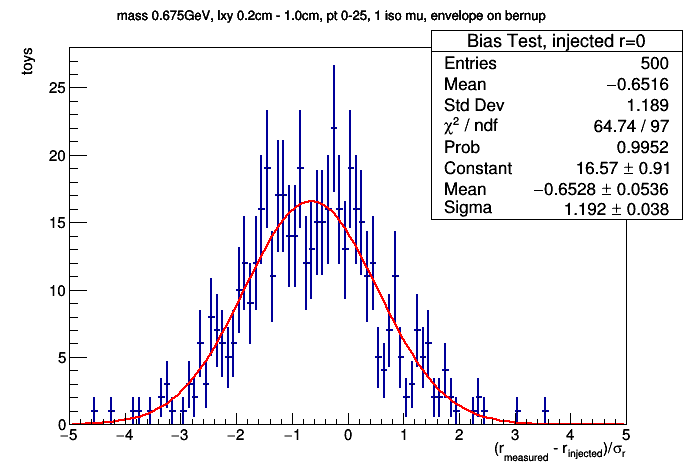 mass 0.675GeV, lxy 0.2cm - 1.0cm, pt 0-25, 1 iso mu, envelope on bernup
Bias Test, injected r=0
Entries 500
Mean −0.6516
Std Dev 1.189
χ² / ndf 64.74 / 97
Prob 0.9952
Constant 16.57 ± 0.91
Mean −0.6528 ± 0.0536
Sigma 1.192 ± 0.038
toys
25
20
15
10
5
0
−5 −4 −3 −2 −1 0 1 2 3 4 5
(r_measured - r_injected)/σ_r